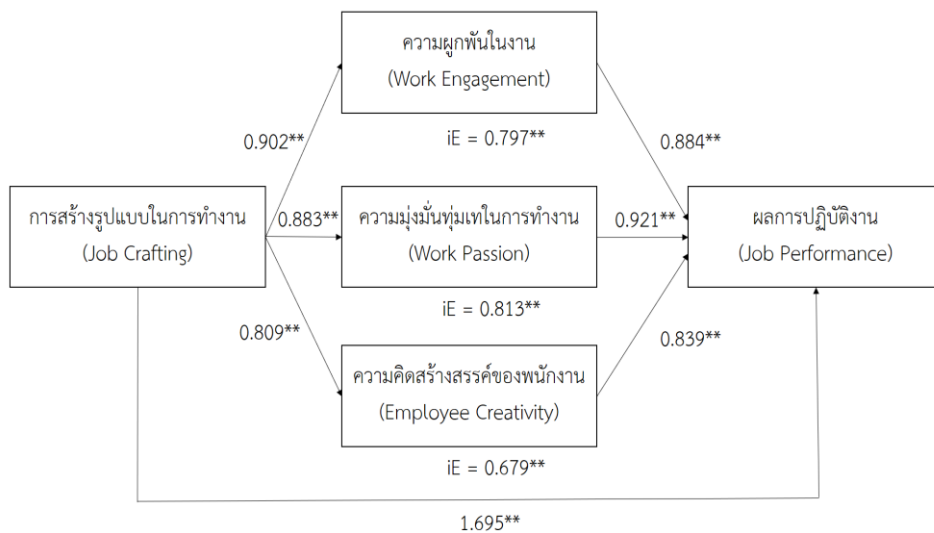 ความผูกพันในงาน
(Work Engagement)
0.902**
iE = 0.797**
0.884**
การสร้างรูปแบบในการทำงาน
(Job Crafting)
0.883**
ความมุ่งมั่นทุ่มเทในการทำงาน
(Work Passion)
0.921**
ผลการปฏิบัติงาน
(Job Performance)
iE = 0.813**
0.809**
0.839**
ความคิดสร้างสรรค์ของพนักงาน
(Employee Creativity)
iE = 0.679**
1.695**